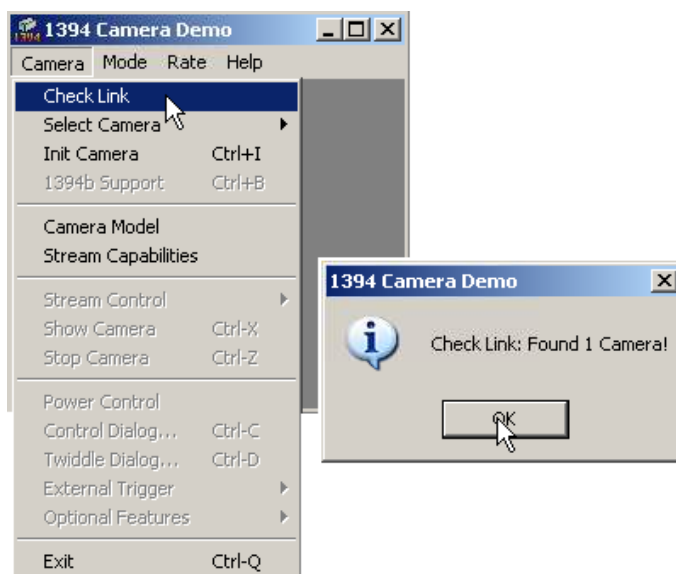 1394 Camera Demo
Camera Mode Rate Help
Check Link
Select Camera
Init Camera Ctrl+I
1394b Support Ctrl+B
Camera Model
Stream Capabilities
Stream Control
Show Camera Ctrl-X
Stop Camera Ctrl-Z
Power Control
Control Dialog... Ctrl-C
Twiddle Dialog... Ctrl-D
External Trigger
Optional Features
Exit Ctrl-Q
1394 Camera Demo
Check Link: Found 1 Camera!
OK